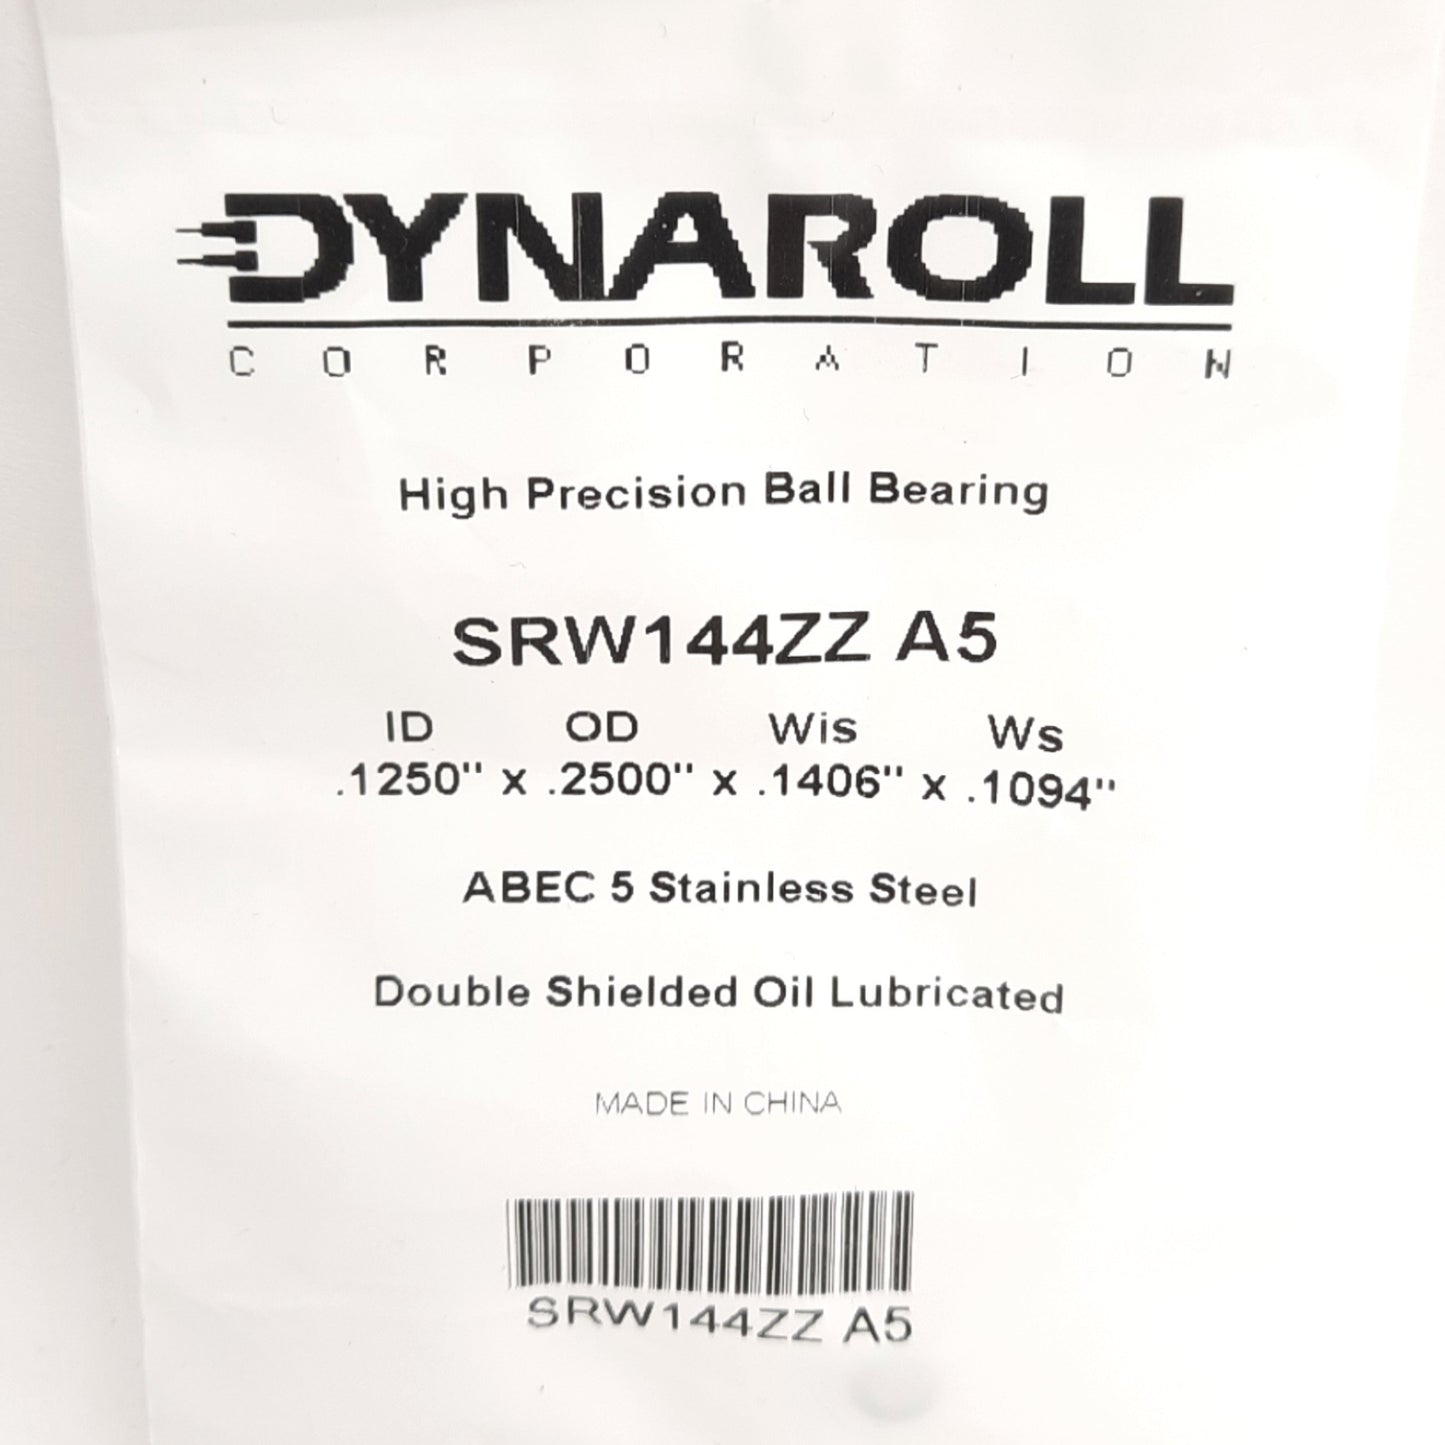 DYNAROLL
CORPORATION
High Precision Ball Bearing
SRW144ZZ A5
ID OD Wis Ws
.1250" x .2500" x .1406" x .1094"
ABEC 5 Stainless Steel
Double Shielded Oil Lubricated
MADE IN CHINA
SRW144ZZ A5